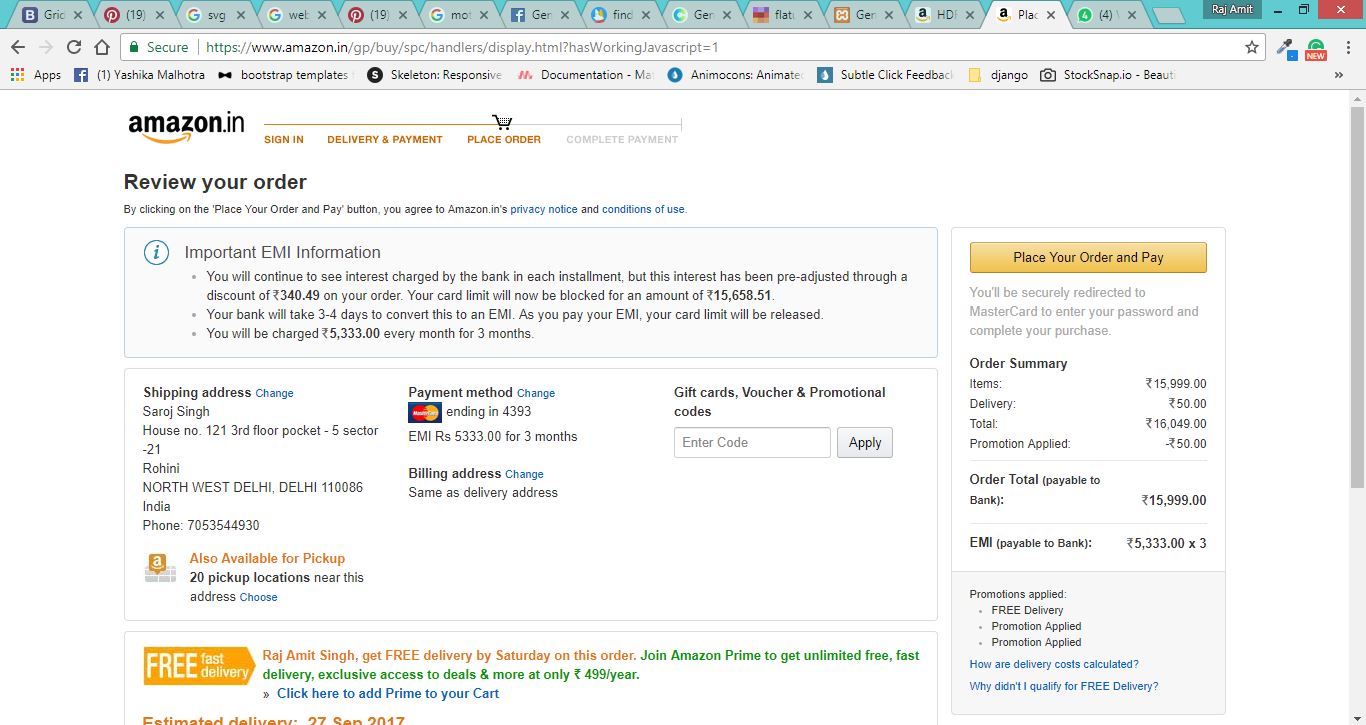 Grid
(19)
svg
web
(19)
mot
Gen
find
Gen
flatu
Gen
HDF
Plac
(4)
Raj Amit
Secure
https://www.amazon.in/gp/buy/spc/handlers/display.html?hasWorkingJavascript=1
NEW
Apps
(1) Yashika Malhotra
bootstrap templates
Skeleton: Responsive
Documentation - Ma
Animocons: Animated
Subtle Click Feedback
django
StockSnap.io - Beauti
»
amazon.in
SIGN IN
DELIVERY & PAYMENT
PLACE ORDER
COMPLETE PAYMENT
Review your order
By clicking on the 'Place Your Order and Pay' button, you agree to Amazon.in's privacy notice and conditions of use.
Important EMI Information
You will continue to see interest charged by the bank in each installment, but this interest has been pre-adjusted through a
discount of ₹340.49 on your order. Your card limit will now be blocked for an amount of ₹15,658.51.
Your bank will take 3-4 days to convert this to an EMI. As you pay your EMI, your card limit will be released.
You will be charged ₹5,333.00 every month for 3 months.
Shipping address Change
Saroj Singh
House no. 121 3rd floor pocket - 5 sector
-21
Rohini
NORTH WEST DELHI, DELHI 110086
India
Phone: 7053544930
Also Available for Pickup
20 pickup locations near this
address Choose
Payment method Change
MasterCard ending in 4393
EMI Rs 5333.00 for 3 months
Billing address Change
Same as delivery address
Gift cards, Voucher & Promotional
codes
Enter Code
Apply
FREE fast
delivery
Raj Amit Singh, get FREE delivery by Saturday on this order. Join Amazon Prime to get unlimited free, fast
delivery, exclusive access to deals & more at only ₹ 499/year.
» Click here to add Prime to your Cart
Estimated delivery: 27 Sep 2017
Place Your Order and Pay
You'll be securely redirected to
MasterCard to enter your password and
complete your purchase.
Order Summary
Items: ₹15,999.00
Delivery: ₹50.00
Total: ₹16,049.00
Promotion Applied: -₹50.00
Order Total (payable to
Bank): ₹15,999.00
EMI (payable to Bank): ₹5,333.00 x 3
Promotions applied:
FREE Delivery
Promotion Applied
Promotion Applied
How are delivery costs calculated?
Why didn't I qualify for FREE Delivery?